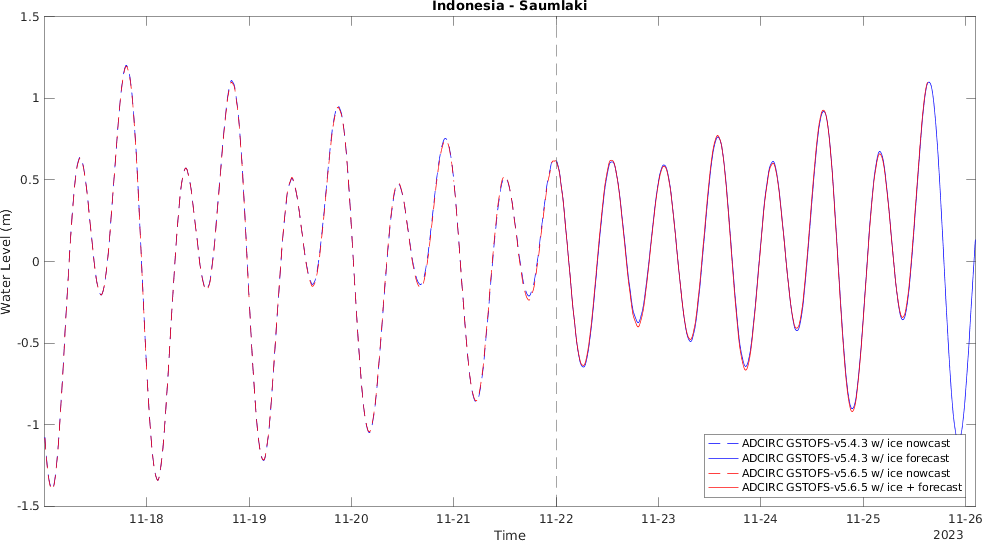 Indonesia - Saumlaki
1.5
1
0.5
0
-0.5
-1
-1.5
Water Level (m)
11-18
11-19
11-20
11-21
11-22
11-23
11-24
11-25
11-26
Time
2023
ADCIRC GSTOFS-v5.4.3 w/ ice nowcast
ADCIRC GSTOFS-v5.4.3 w/ ice forecast
ADCIRC GSTOFS-v5.6.5 w/ ice nowcast
ADCIRC GSTOFS-v5.6.5 w/ ice + forecast